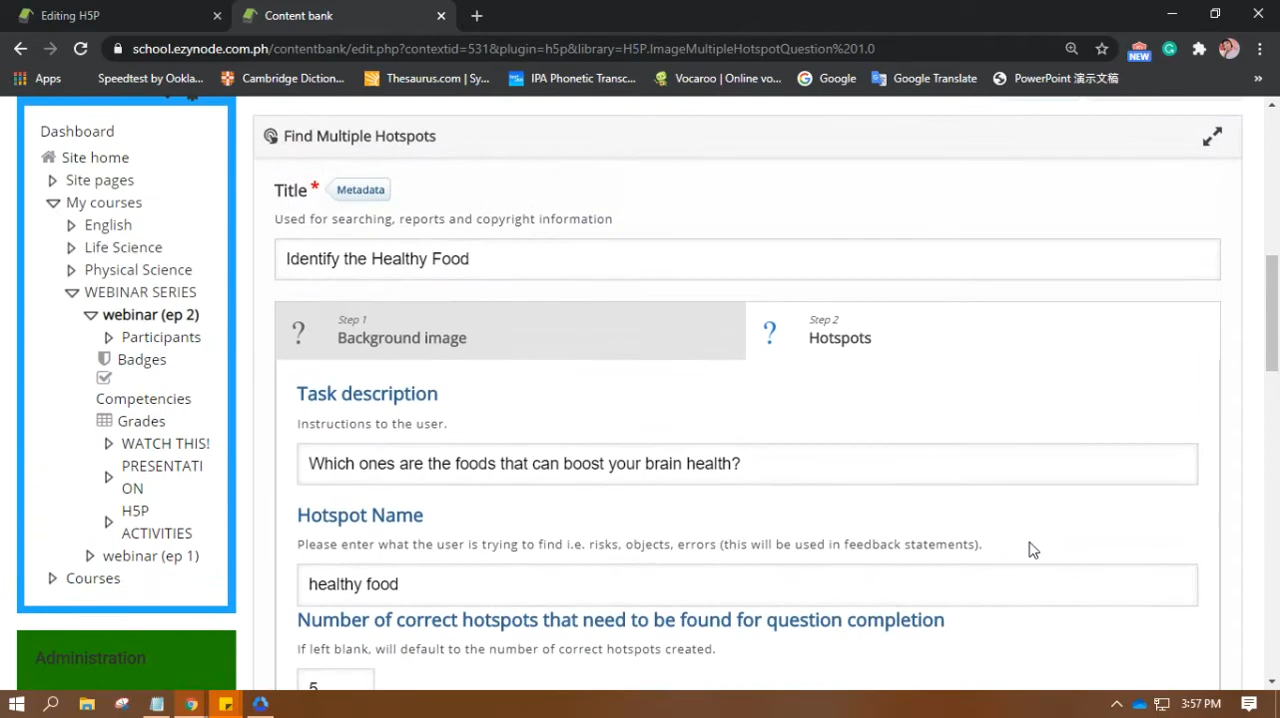 Editing H5P
Content bank
school.ezynode.com.ph/contentbank/edit.php?contextid=531&plugin=h5p&library=H5P.ImageMultipleHotspotQuestion%201.0
NEW
Apps
Speedtest by Ookla...
Cambridge Diction...
Thesaurus.com | Sy...
IPA Phonetic Transc...
Vocaroo | Online vo...
Google
Google Translate
PowerPoint 演示文稿
Dashboard
Site home
Site pages
My courses
English
Life Science
Physical Science
WEBINAR SERIES
webinar (ep 2)
Participants
Badges
Competencies
Grades
WATCH THIS!
PRESENTATI
ON
H5P
ACTIVITIES
webinar (ep 1)
Courses
Administration
Find Multiple Hotspots
Title * Metadata
Used for searching, reports and copyright information
Identify the Healthy Food
Step 1
Background image
Step 2
Hotspots
Task description
Instructions to the user.
Which ones are the foods that can boost your brain health?
Hotspot Name
Please enter what the user is trying to find i.e. risks, objects, errors (this will be used in feedback statements).
healthy food
Number of correct hotspots that need to be found for question completion
If left blank, will default to the number of correct hotspots created.
5
3:57 PM